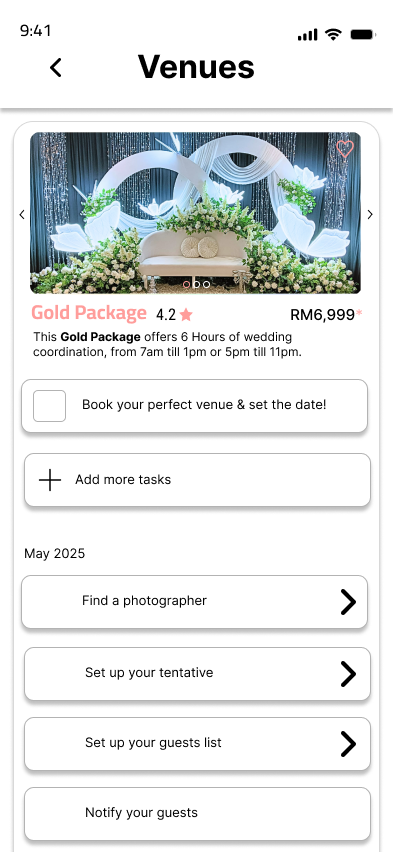 9:41
Venues
Gold Package 4.2 RM6,999*
This Gold Package offers 6 Hours of wedding
coordination, from 7am till 1pm or 5pm till 11pm.
Book your perfect venue & set the date!
Add more tasks
May 2025
Find a photographer
Set up your tentative
Set up your guests list
Notify your guests